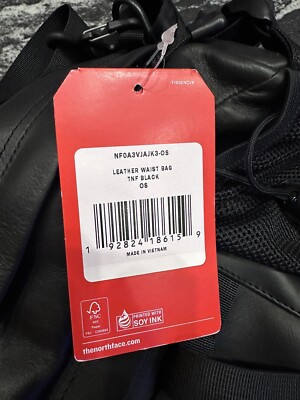 NF0A3VJAJK3-OS
LEATHER WAIST BAG
TNF BLACK
OS
1 92824 18615 9
MADE IN VIETNAM
FSC
PRINTED WITH
SOY INK
thenorthface.com